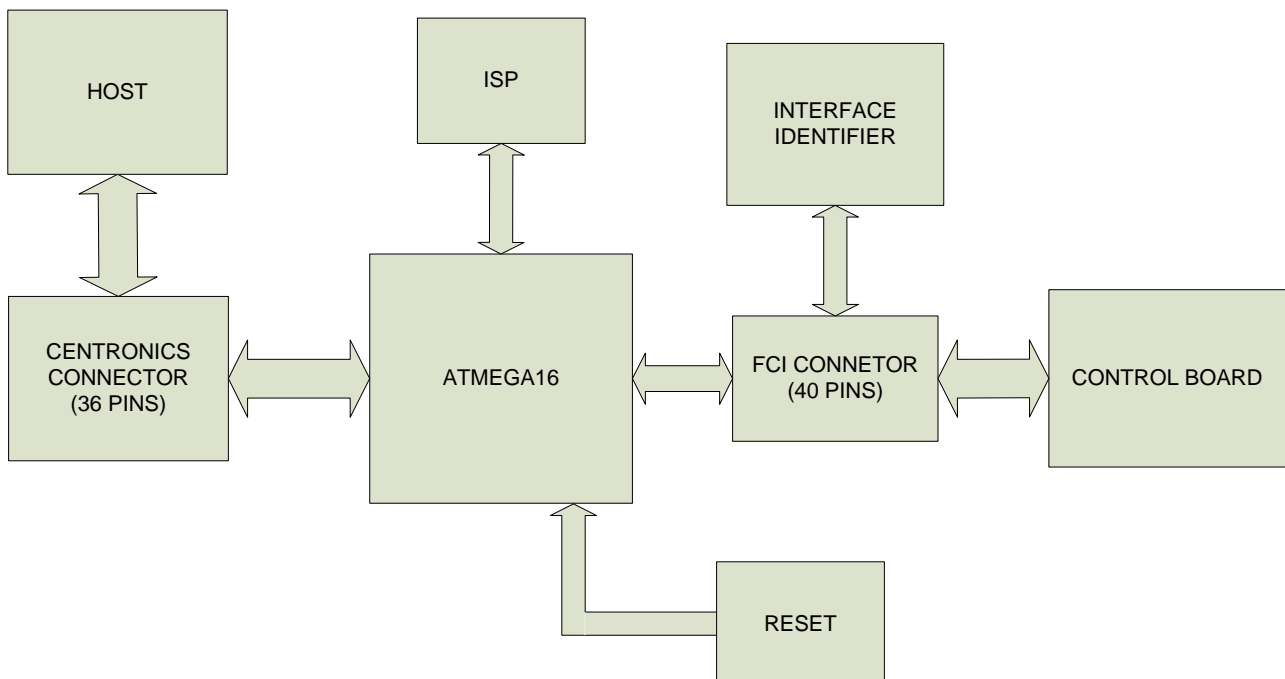 HOST
ISP
INTERFACE
IDENTIFIER
CENTRONICS
CONNECTOR
(36 PINS)
ATMEGA16
FCI CONNETOR
(40 PINS)
CONTROL BOARD
RESET